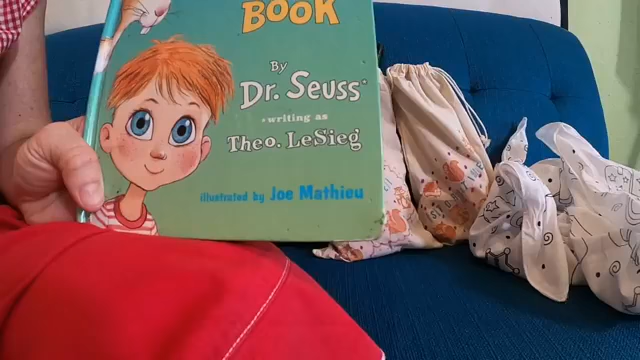 BOOK
By
Dr. Seuss
writing as
Theo. LeSieg
illustrated by Joe Mathieu